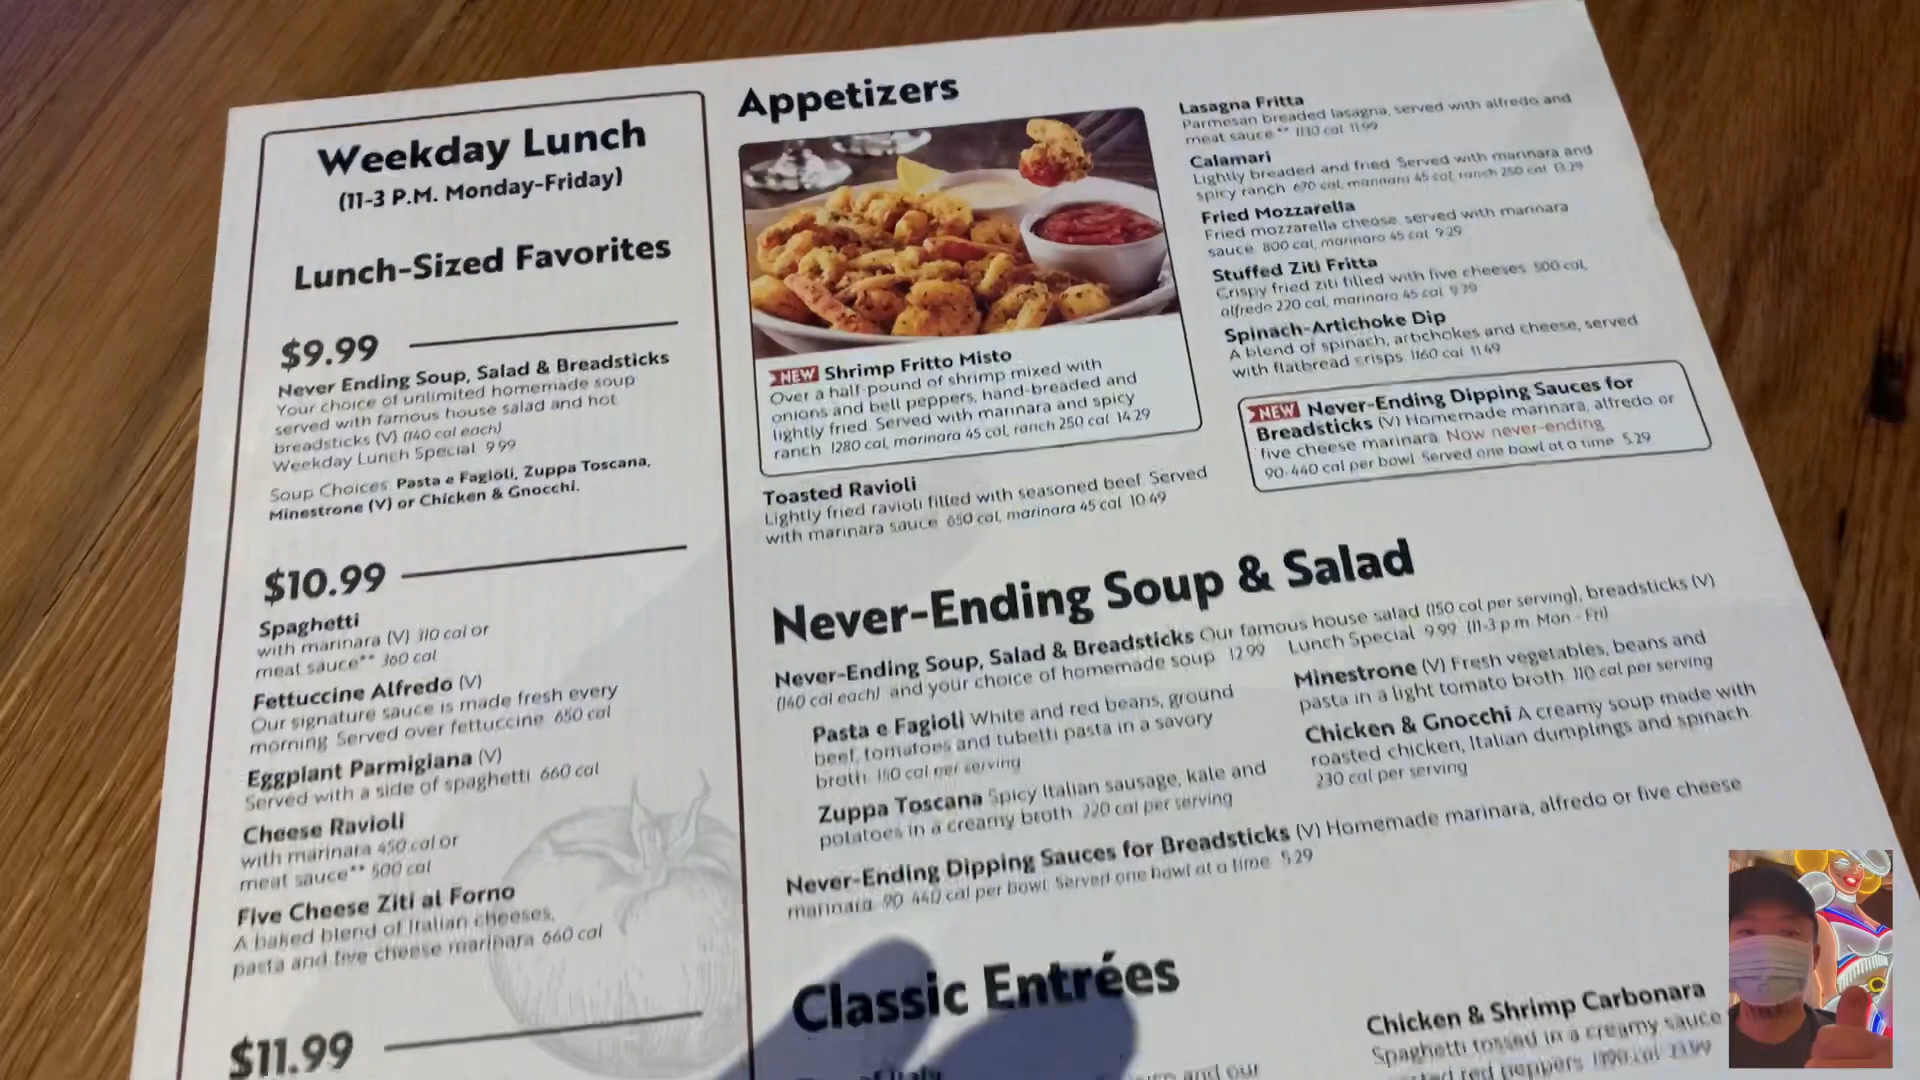 Weekday Lunch
(11-3 P.M. Monday-Friday)
Lunch-Sized Favorites
$9.99
Never Ending Soup, Salad & Breadsticks
Your choice of unlimited homemade soup
served with famous house salad and hot
breadsticks (V) (140 cal each)
Weekday Lunch Special 9.99
Soup Choices: Pasta e Fagioli, Zuppa Toscana,
Minestrone (V) or Chicken & Gnocchi.
$10.99
Spaghetti
with marinara (V) 310 cal or
meat sauce** 360 cal
Fettuccine Alfredo (V)
Our signature sauce is made fresh every
morning. Served over fettuccine. 650 cal
Eggplant Parmigiana (V)
Served with a side of spaghetti. 660 cal
Cheese Ravioli
with marinara 450 cal or
meat sauce** 500 cal
Five Cheese Ziti al Forno
A baked blend of Italian cheeses,
pasta and five cheese marinara 660 cal
$11.99
Appetizers
NEW Shrimp Fritto Misto
Over a half-pound of shrimp mixed with
onions and bell peppers, hand-breaded and
lightly fried. Served with marinara and spicy
ranch. 1280 cal, marinara 45 cal, ranch 250 cal 14.29
Toasted Ravioli
Lightly fried ravioli filled with seasoned beef. Served
with marinara sauce. 650 cal, marinara 45 cal 10.49
Lasagna Fritta
Parmesan breaded lasagna, served with alfredo and
meat sauce** 1110 cal 11.99
Calamari
Lightly breaded and fried. Served with marinara and
spicy ranch. 670 cal, marinara 45 cal, ranch 250 cal 13.29
Fried Mozzarella
Fried mozzarella cheese, served with marinara
sauce. 800 cal, marinara 45 cal 9.29
Stuffed Ziti Fritta
Crispy fried ziti filled with five cheeses. 500 cal,
alfredo 220 cal, marinara 45 cal 9.79
Spinach-Artichoke Dip
A blend of spinach, artichokes and cheese, served
with flatbread crisps. 1160 cal 11.49
NEW Never-Ending Dipping Sauces for
Breadsticks (V) Homemade marinara, alfredo or
five cheese marinara. Now never-ending
90-440 cal per bowl. Served one bowl at a time. 5.29
Never-Ending Soup & Salad
Never-Ending Soup, Salad & Breadsticks Our famous house salad (150 cal per serving), breadsticks (V)
(140 cal each) and your choice of homemade soup. 12.99 Lunch Special 9.99 (11-3 p.m. Mon - Fri)
Pasta e Fagioli White and red beans, ground
beef, tomatoes and tubetti pasta in a savory
broth. cal per serving
Zuppa Toscana Spicy Italian sausage, kale and
potatoes in a creamy broth. 220 cal per serving
Minestrone (V) Fresh vegetables, beans and
pasta in a light tomato broth. 110 cal per serving
Chicken & Gnocchi A creamy soup made with
roasted chicken, Italian dumplings and spinach.
230 cal per serving
Never-Ending Dipping Sauces for Breadsticks (V) Homemade marinara, alfredo or five cheese
marinara. 90-440 cal per bowl. Served one bowl at a time. 5.29
Classic Entrées
of Italy
and our
Chicken & Shrimp Carbonara
Spaghetti tossed in a creamy sauce
red peppers. cal 23.99